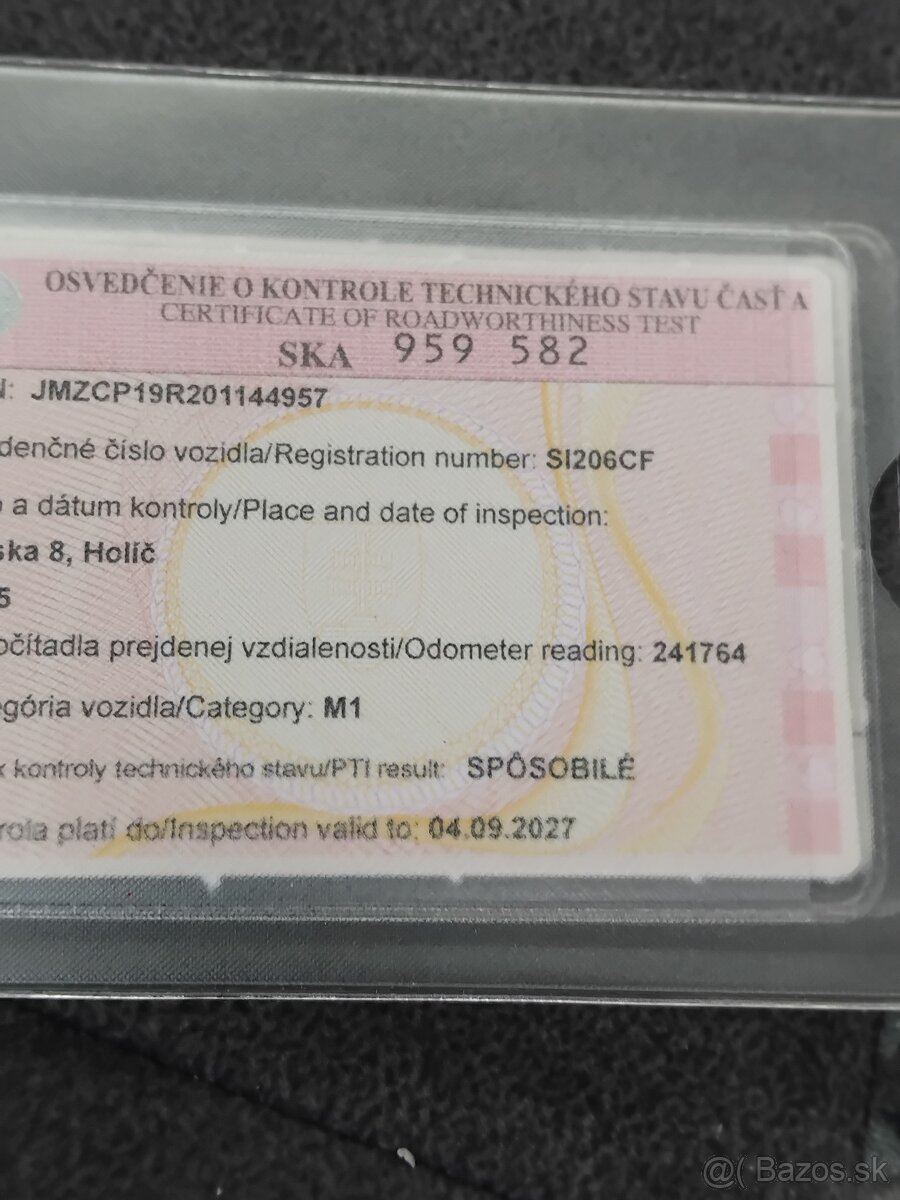 OSVEDČENIE O KONTROLE TECHNICKÉHO STAVU ČASŤ A
CERTIFICATE OF ROADWORTHINESS TEST
SKA 959 582
N: JMZCP19R201144957
denčné číslo vozidla/Registration number: SI206CF
o a dátum kontroly/Place and date of inspection:
ska 8, Holíč
5
očítadla prejdenej vzdialenosti/Odometer reading: 241764
egória vozidla/Category: M1
k kontroly technického stavu/PTI result: SPÔSOBILÉ
rola platí do/Inspection valid to: 04.09.2027
@( Bazos.sk